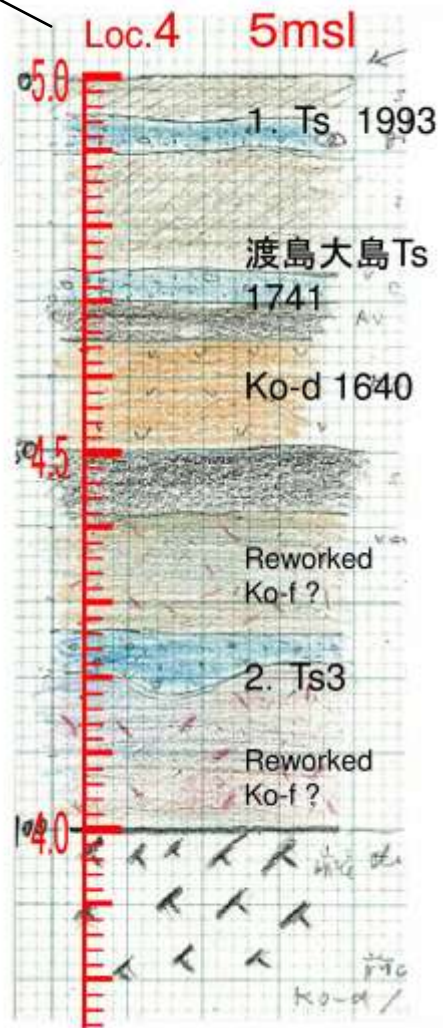 Loc.4 5msl
5.0
1. Ts 1993
渡島大島Ts
1741
Ko-d 1640
4.5
Reworked
Ko-f ?
2. Ts3
Reworked
Ko-f ?
4.0
Ko-d